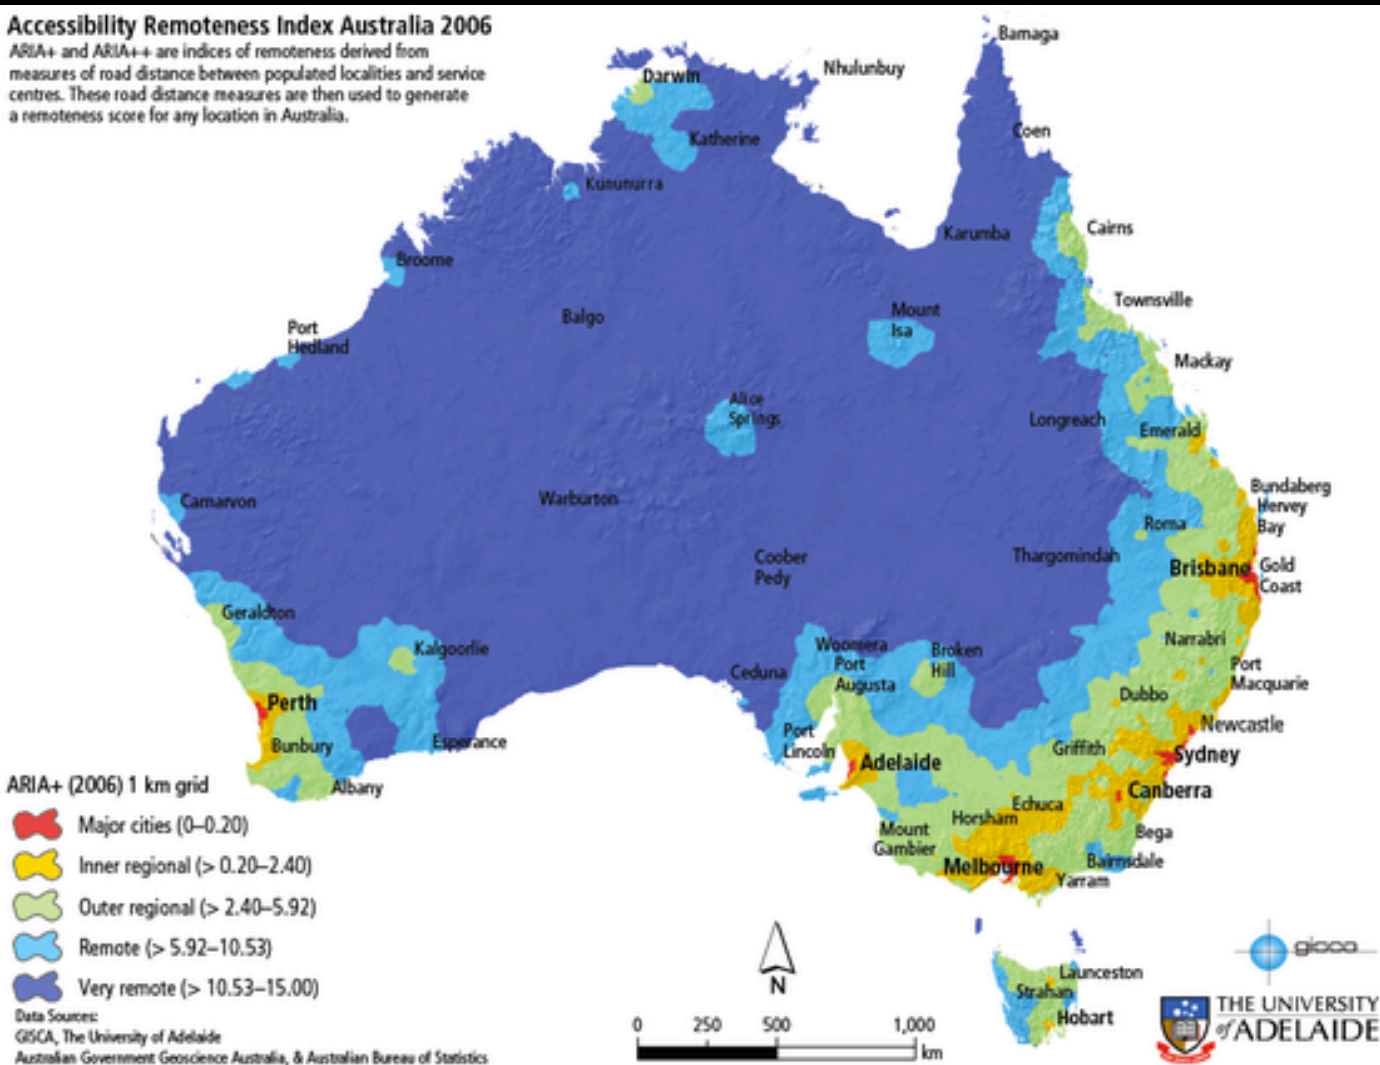 Accessibility Remoteness Index Australia 2006
ARIA+ and ARIA++ are indices of remoteness derived from
measures of road distance between populated localities and service
centres. These road distance measures are then used to generate
a remoteness score for any location in Australia.
Bamaga
Nhulunbuy
Darwin
Coen
Katherine
Kununurra
Cairns
Karumba
Broome
Townsville
Mount
Isa
Balgo
Port
Hedland
Mackay
Alice
Springs
Longreach
Emerald
Bundaberg
Hervey
Bay
Carnarvon
Warburton
Roma
Coober
Pedy
Thargomindah
Brisbane
Gold
Coast
Geraldton
Narrabri
Kalgoorlie
Woomera
Broken
Hill
Port
Augusta
Port
Macquarie
Ceduna
Dubbo
Perth
Newcastle
Port
Lincoln
Bunbury
Esperance
Griffith
Sydney
Adelaide
Albany
Canberra
Echuca
Horsham
Mount
Gambier
Bega
Melbourne
Bairnsdale
Yarram
Launceston
Strahan
Hobart
ARIA+ (2006) 1 km grid
Major cities (0–0.20)
Inner regional (> 0.20–2.40)
Outer regional (> 2.40–5.92)
Remote (> 5.92–10.53)
Very remote (> 10.53–15.00)
Data Sources:
GISCA, The University of Adelaide
Australian Government Geoscience Australia, & Australian Bureau of Statistics
N
0 250 500 1,000
km
gisca
THE UNIVERSITY
of ADELAIDE